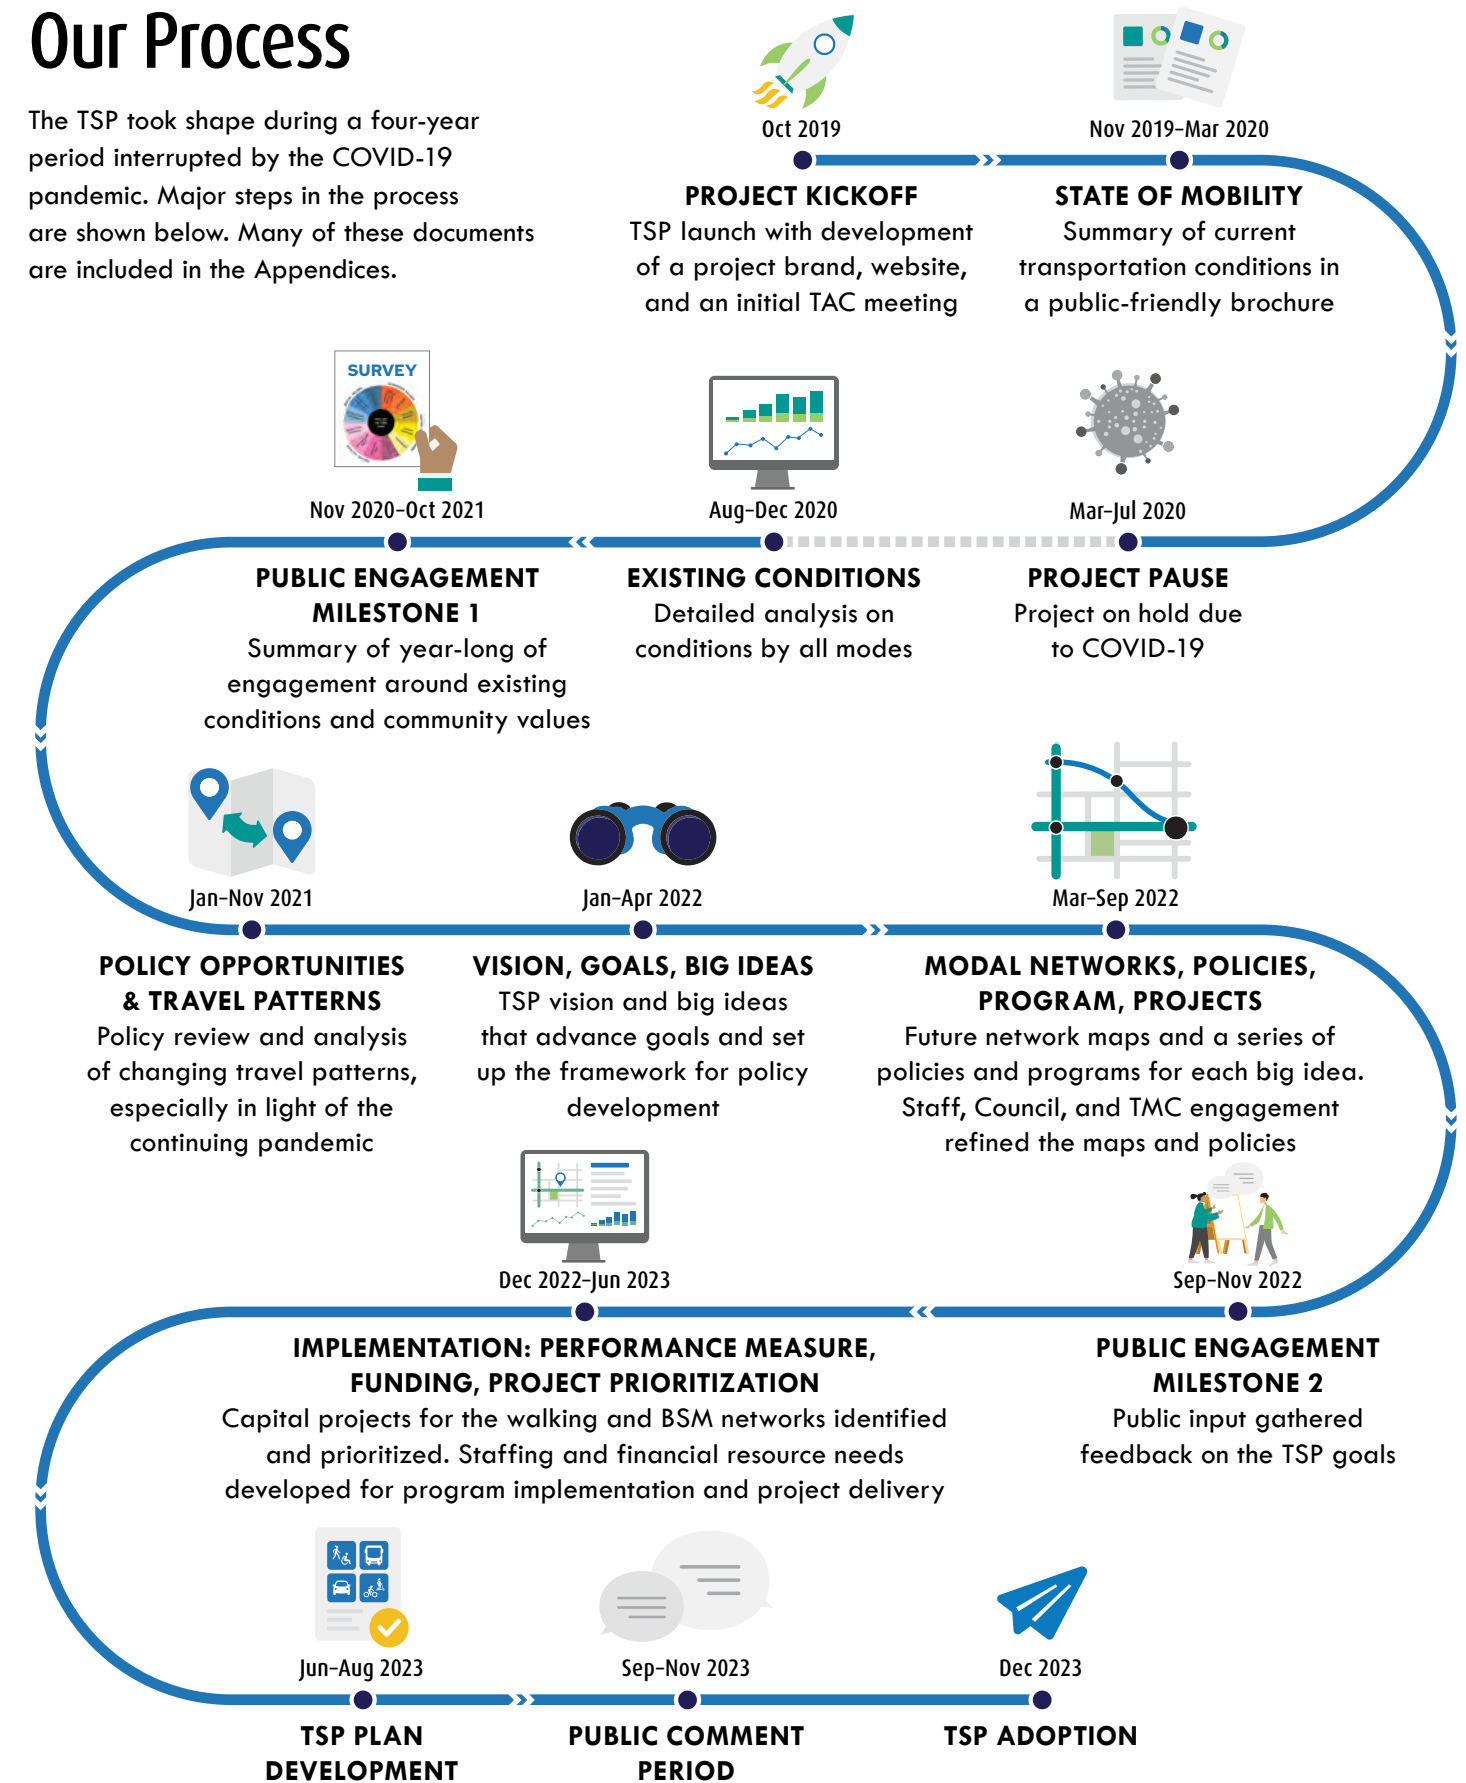 Our Process
The TSP took shape during a four-year
period interrupted by the COVID-19
pandemic. Major steps in the process
are shown below. Many of these documents
are included in the Appendices.
Oct 2019
PROJECT KICKOFF
TSP launch with development
of a project brand, website,
and an initial TAC meeting
Nov 2019–Mar 2020
STATE OF MOBILITY
Summary of current
transportation conditions in
a public-friendly brochure
Mar–Jul 2020
PROJECT PAUSE
Project on hold due
to COVID-19
Aug–Dec 2020
EXISTING CONDITIONS
Detailed analysis on
conditions by all modes
SURVEY
Nov 2020–Oct 2021
PUBLIC ENGAGEMENT
MILESTONE 1
Summary of year-long of
engagement around existing
conditions and community values
Jan–Nov 2021
POLICY OPPORTUNITIES
& TRAVEL PATTERNS
Policy review and analysis
of changing travel patterns,
especially in light of the
continuing pandemic
Jan–Apr 2022
VISION, GOALS, BIG IDEAS
TSP vision and big ideas
that advance goals and set
up the framework for policy
development
Mar–Sep 2022
MODAL NETWORKS, POLICIES,
PROGRAM, PROJECTS
Future network maps and a series of
policies and programs for each big idea.
Staff, Council, and TMC engagement
refined the maps and policies
Sep–Nov 2022
PUBLIC ENGAGEMENT
MILESTONE 2
Public input gathered
feedback on the TSP goals
Dec 2022–Jun 2023
IMPLEMENTATION: PERFORMANCE MEASURE,
FUNDING, PROJECT PRIORITIZATION
Capital projects for the walking and BSM networks identified
and prioritized. Staffing and financial resource needs
developed for program implementation and project delivery
Jun–Aug 2023
TSP PLAN
DEVELOPMENT
Sep–Nov 2023
PUBLIC COMMENT
PERIOD
Dec 2023
TSP ADOPTION